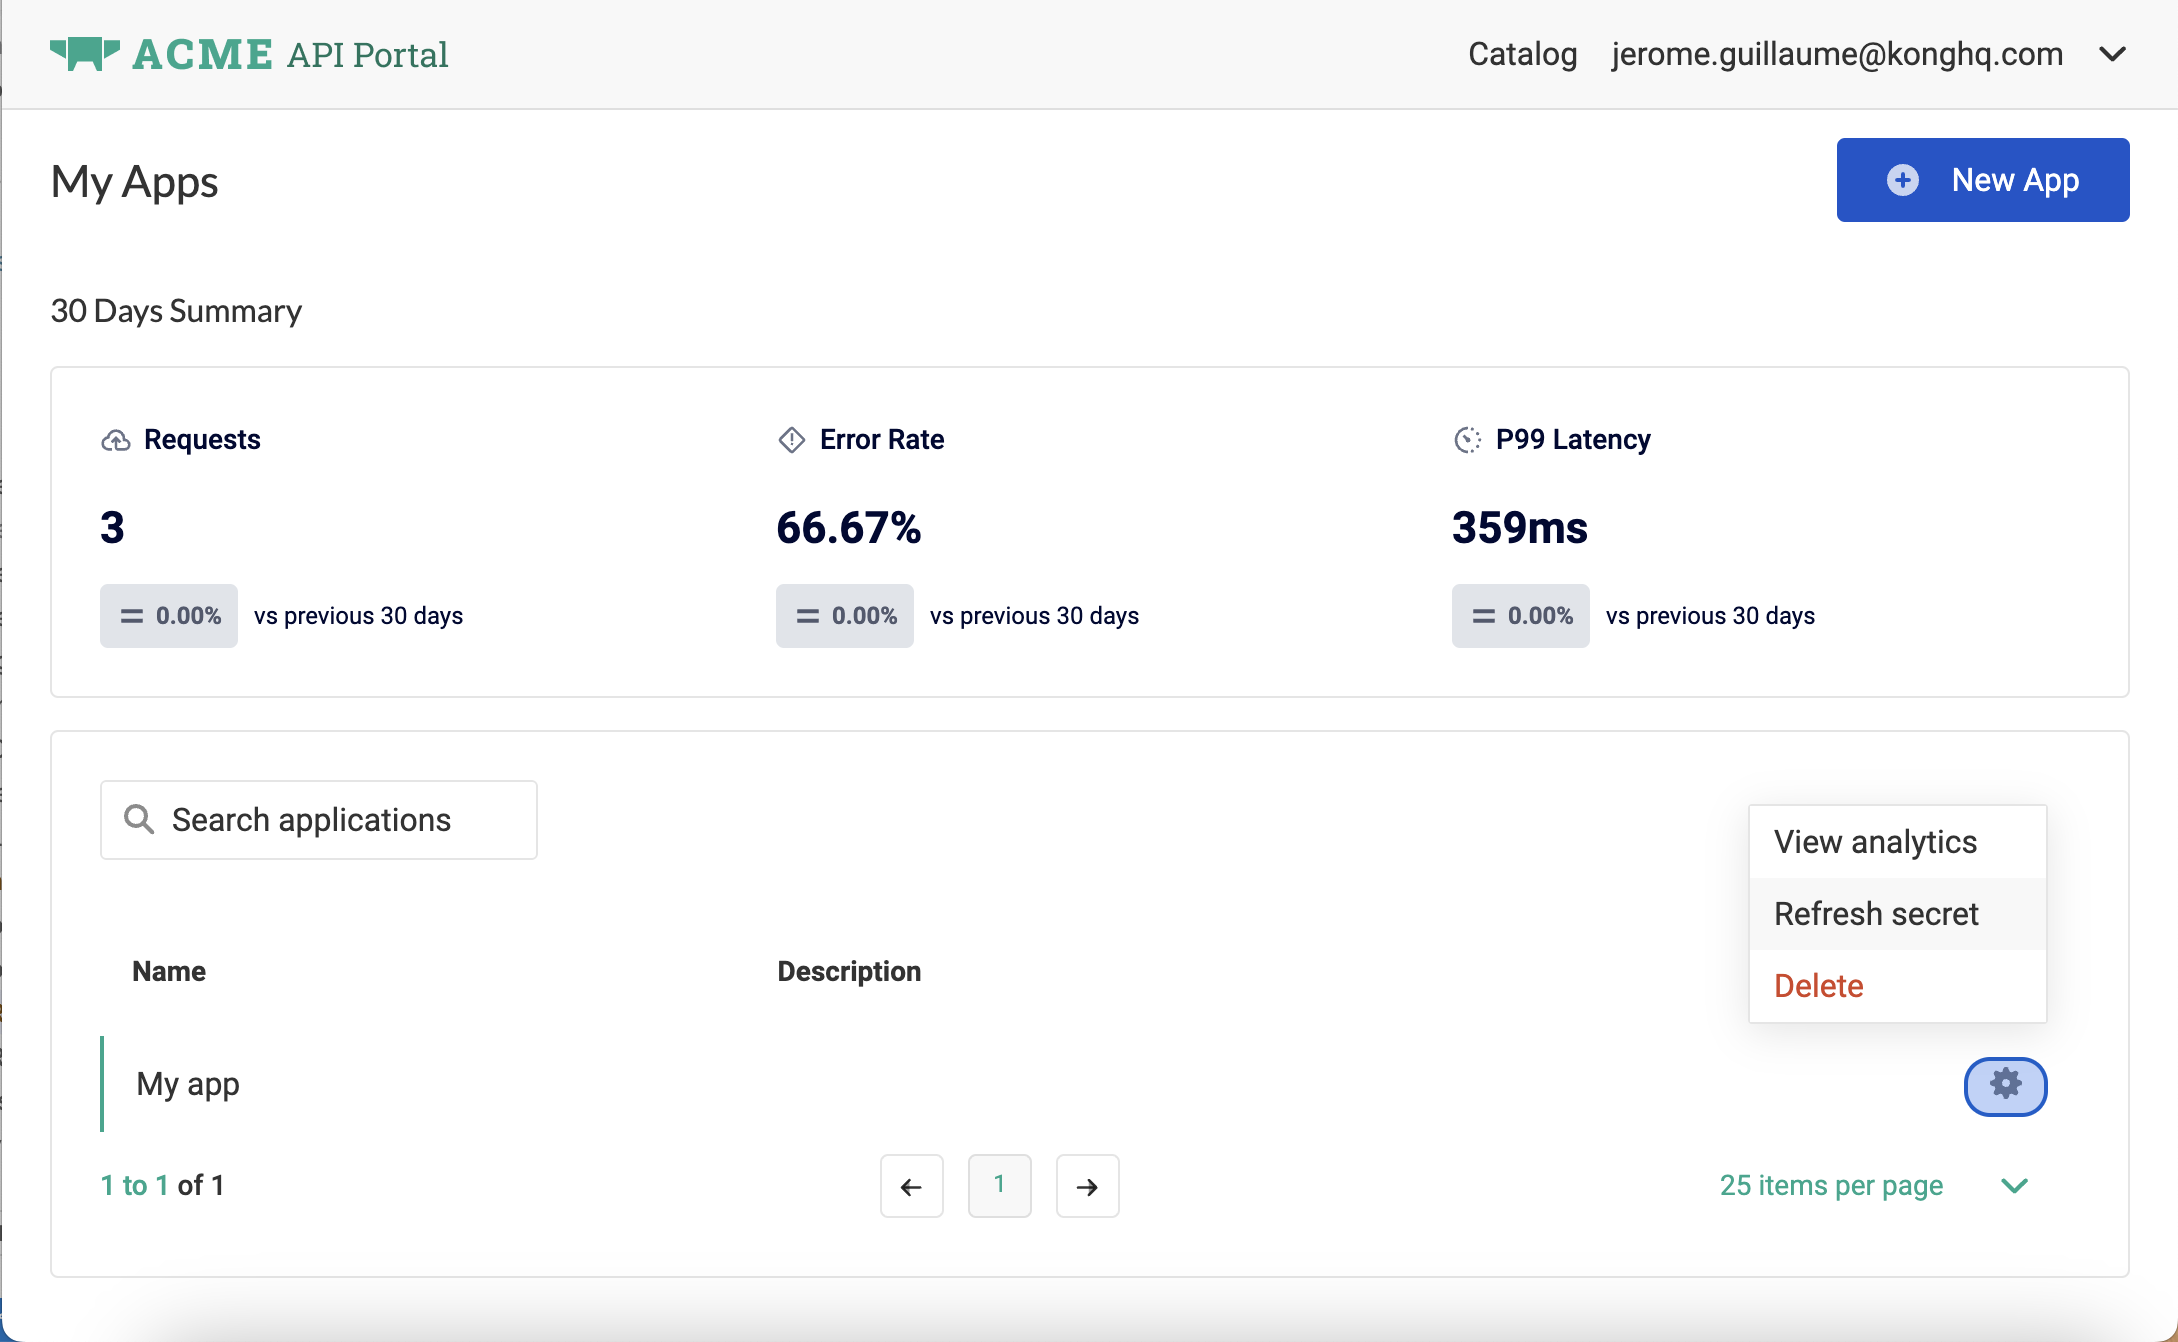 ACME API Portal
Catalog jerome.guillaume@konghq.com
My Apps
New App
30 Days Summary
Requests
3
0.00% vs previous 30 days
Error Rate
66.67%
0.00% vs previous 30 days
P99 Latency
359ms
0.00% vs previous 30 days
Search applications
View analytics
Refresh secret
Delete
Name Description
My app
1 to 1 of 1
1
25 items per page